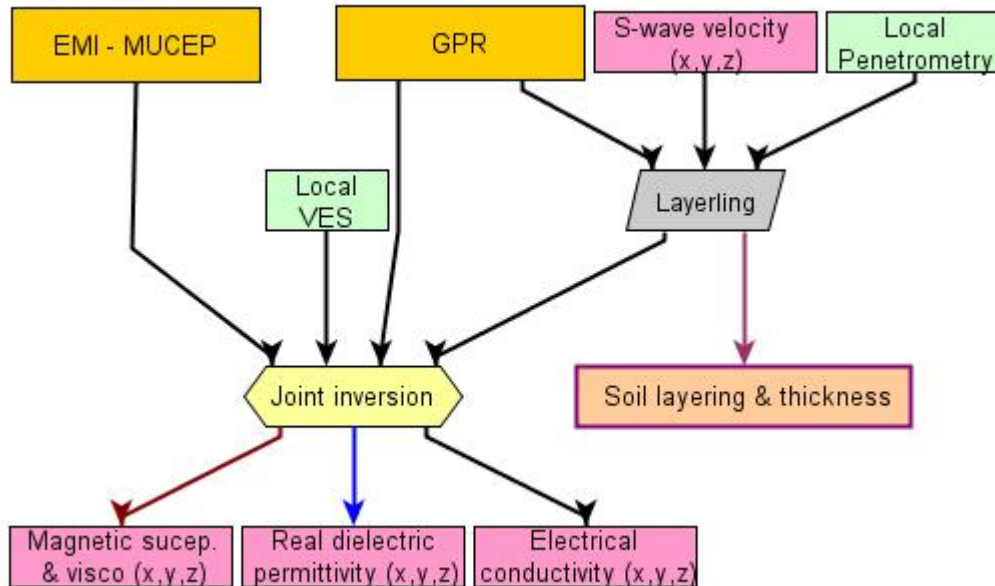 EMI - MUCEP
GPR
S-wave velocity
(x,y,z)
Local
Penetrometry
Local
VES
Layerling
Joint inversion
Soil layering & thickness
Magnetic sucep.
& visco (x,y,z)
Real dielectric
permittivity (x,y,z)
Electrical
conductivity (x,y,z)